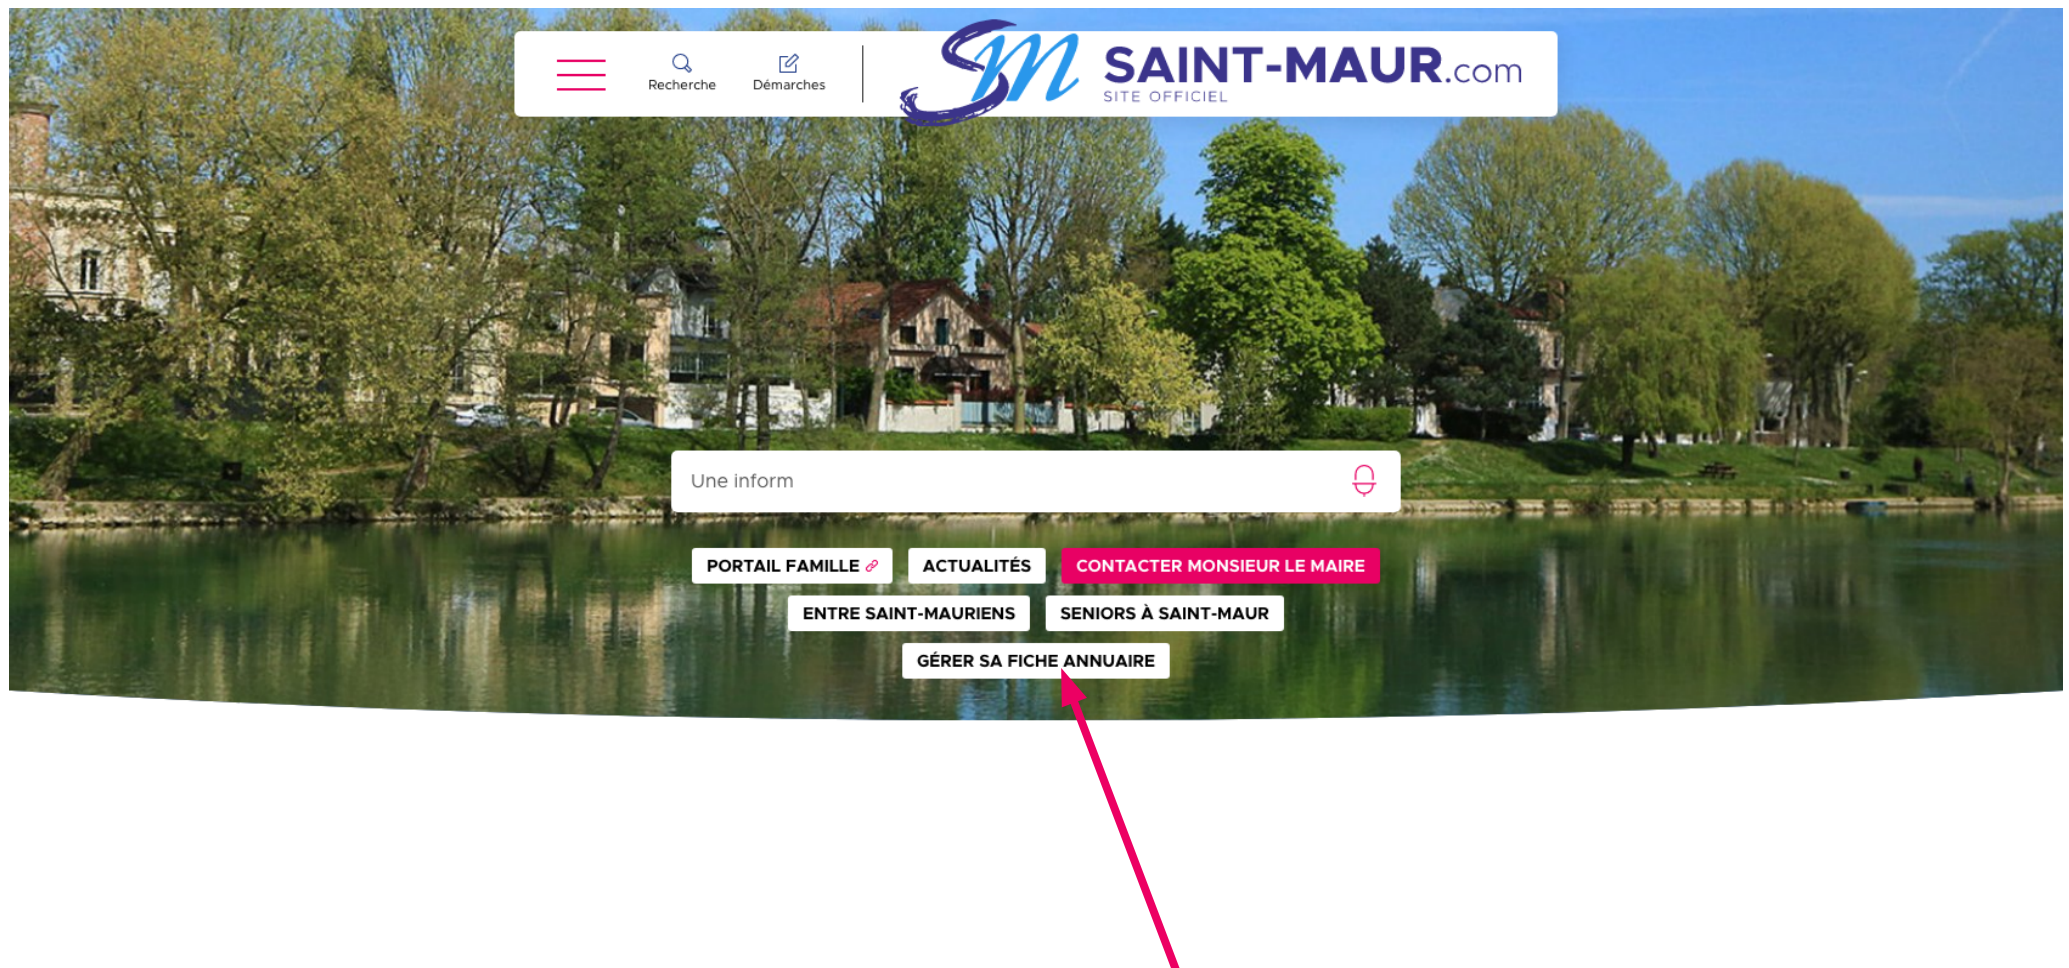 Recherche
Démarches
SM
SAINT-MAUR.com
SITE OFFICIEL
Une inform
PORTAIL FAMILLE
ACTUALITÉS
CONTACTER MONSIEUR LE MAIRE
ENTRE SAINT-MAURIENS
SENIORS À SAINT-MAUR
GÉRER SA FICHE ANNUAIRE